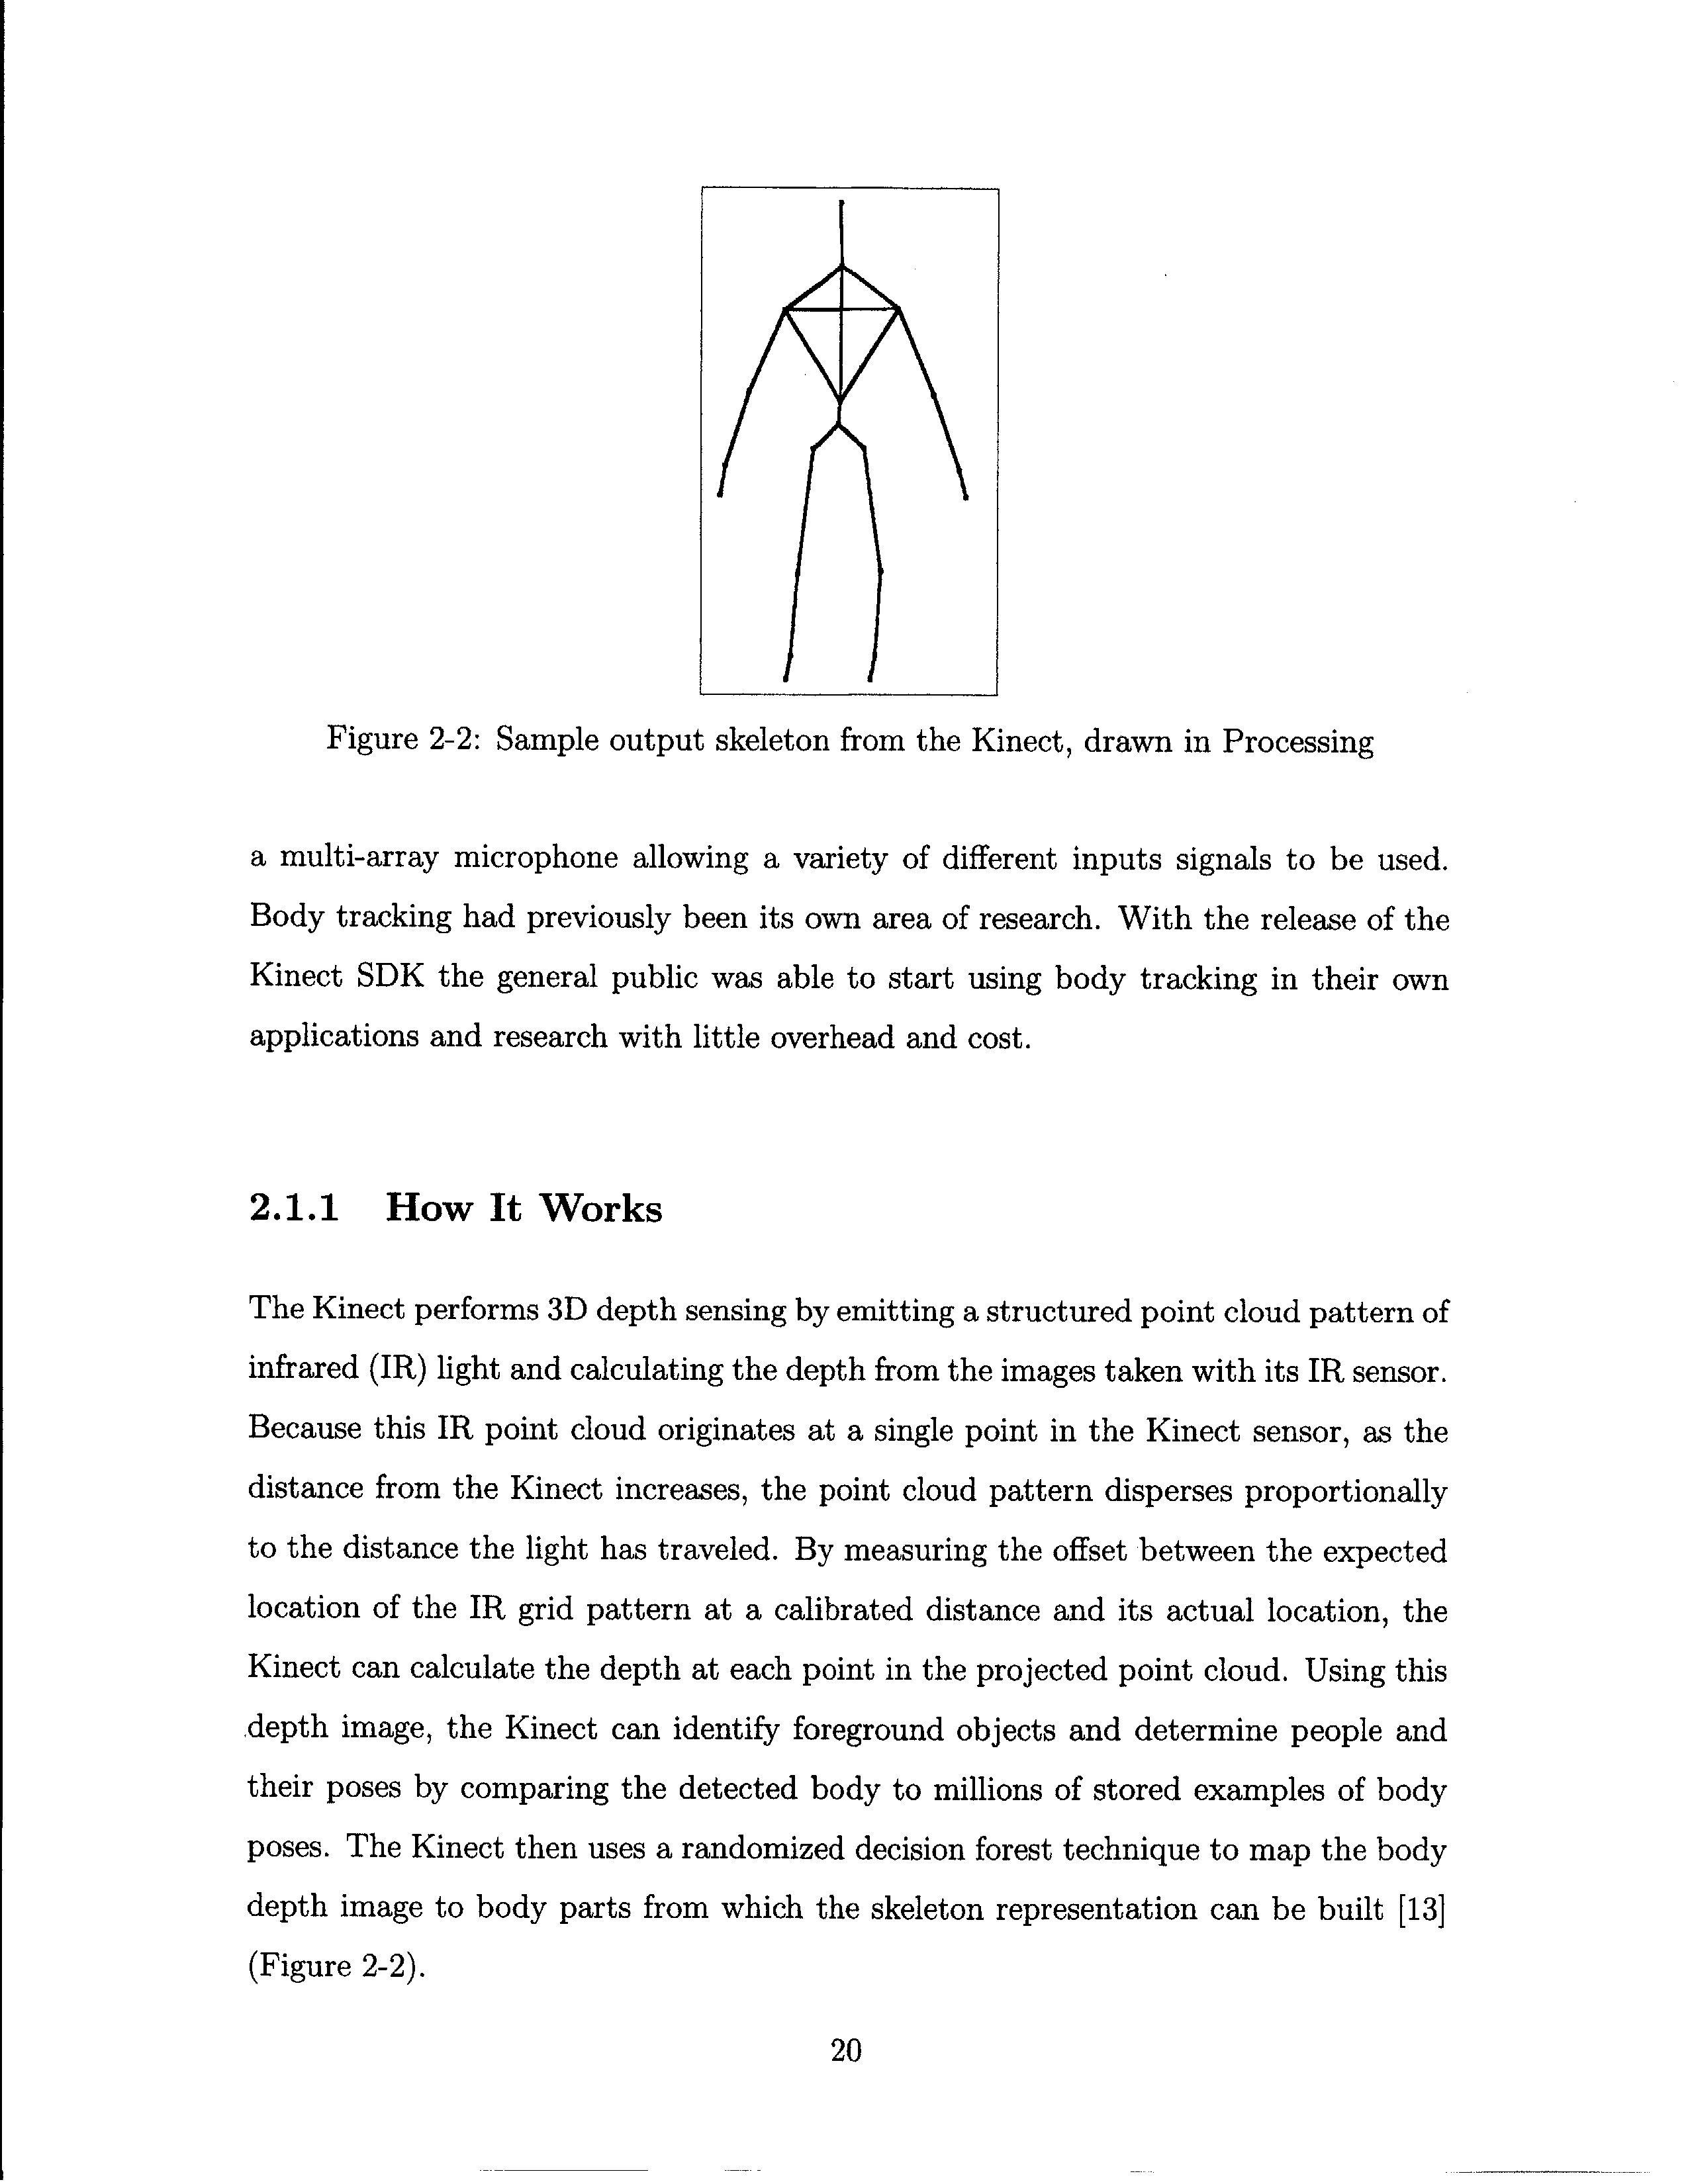 Figure 2-2: Sample output skeleton from the Kinect, drawn in Processing
a multi-array microphone allowing a variety of different inputs signals to be used.
Body tracking had previously been its own area of research. With the release of the
Kinect SDK the general public was able to start using body tracking in their own
applications and research with little overhead and cost.
2.1.1 How It Works
The Kinect performs 3D depth sensing by emitting a structured point cloud pattern of
infrared (IR) light and calculating the depth from the images taken with its IR sensor.
Because this IR point cloud originates at a single point in the Kinect sensor, as the
distance from the Kinect increases, the point cloud pattern disperses proportionally
to the distance the light has traveled. By measuring the offset between the expected
location of the IR grid pattern at a calibrated distance and its actual location, the
Kinect can calculate the depth at each point in the projected point cloud. Using this
depth image, the Kinect can identify foreground objects and determine people and
their poses by comparing the detected body to millions of stored examples of body
poses. The Kinect then uses a randomized decision forest technique to map the body
depth image to body parts from which the skeleton representation can be built [13]
(Figure 2-2).
20